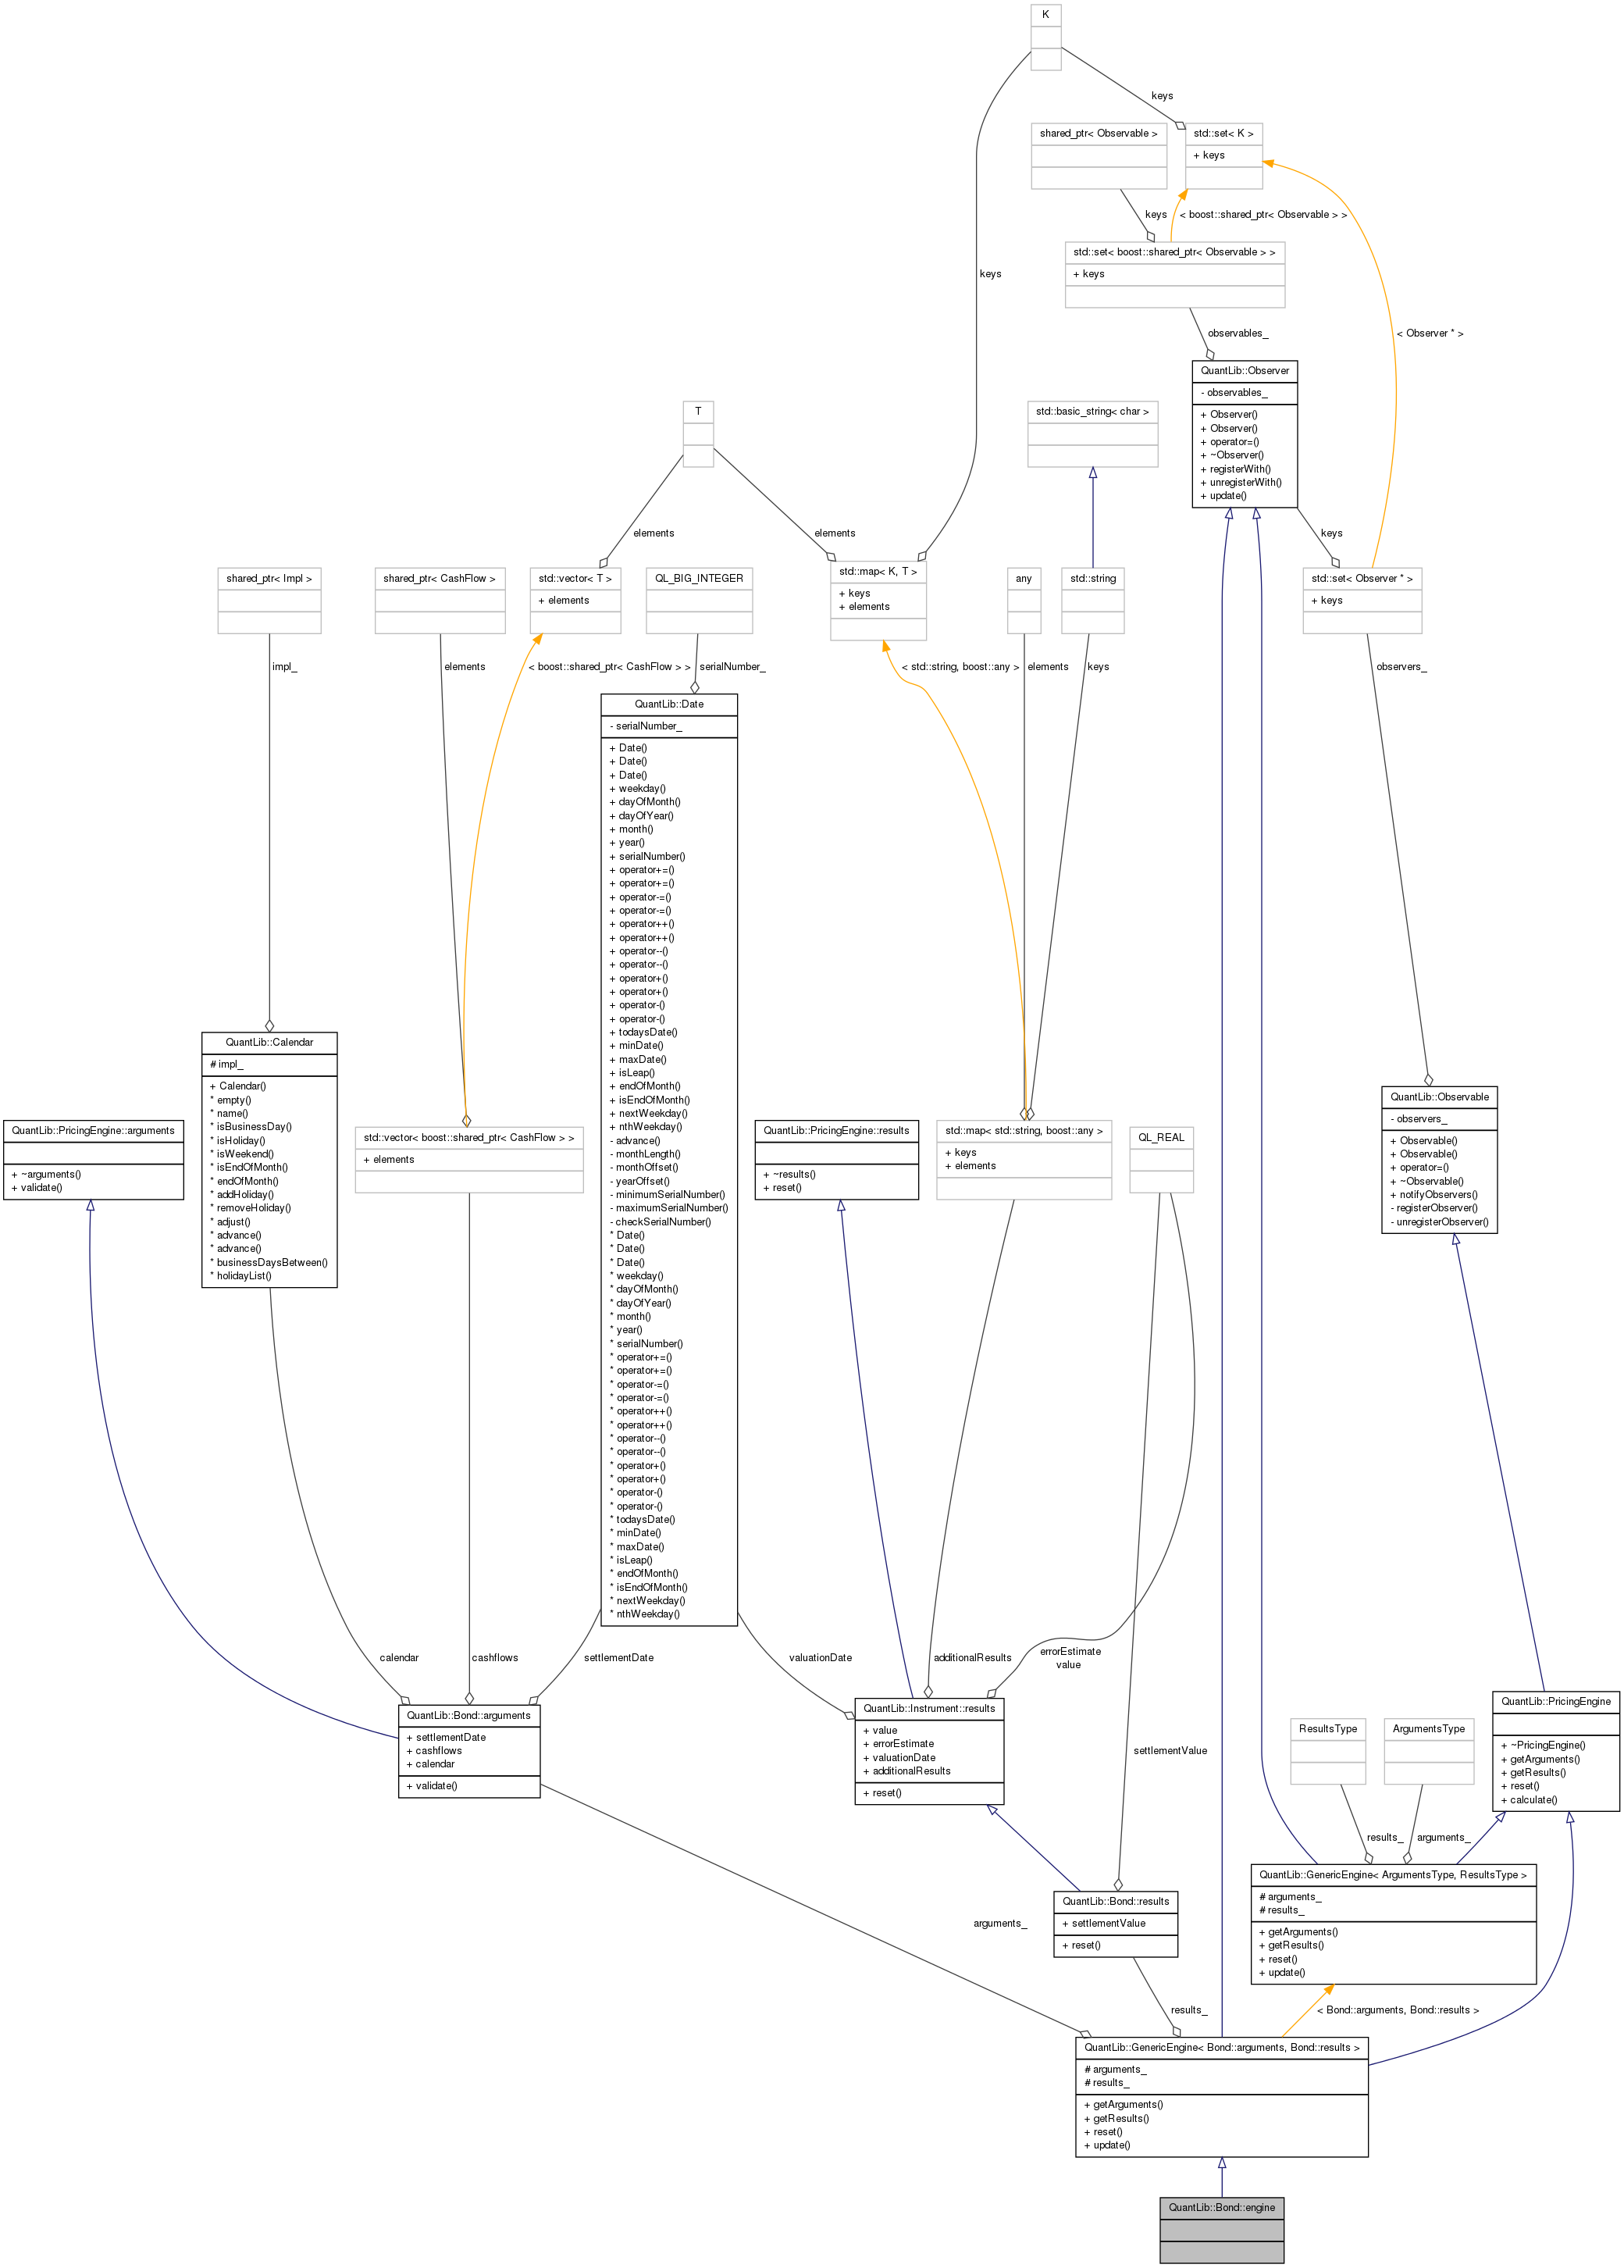 K
keys
shared_ptr< Observable >
std::set< K >
+ keys
keys
< boost::shared_ptr< Observable > >
std::set< boost::shared_ptr< Observable > >
+ keys
keys
observables_
< Observer * >
QuantLib::Observer
- observables_
+ Observer()
+ Observer()
+ operator=()
+ ~Observer()
+ registerWith()
+ unregisterWith()
+ update()
T
std::basic_string< char >
elements
elements
keys
shared_ptr< Impl >
shared_ptr< CashFlow >
std::vector< T >
+ elements
QL_BIG_INTEGER
std::map< K, T >
+ keys
+ elements
any
std::string
std::set< Observer * >
+ keys
impl_
elements
< boost::shared_ptr< CashFlow > >
serialNumber_
< std::string, boost::any >
elements
keys
observers_
QuantLib::Date
- serialNumber_
+ Date()
+ Date()
+ Date()
+ weekday()
+ dayOfMonth()
+ dayOfYear()
+ month()
+ year()
+ serialNumber()
+ operator+=()
+ operator+=()
+ operator-=()
+ operator-=()
+ operator++()
+ operator++()
+ operator--()
+ operator--()
+ operator+()
+ operator+()
+ operator-()
+ operator-()
+ todaysDate()
+ minDate()
+ maxDate()
+ isLeap()
+ endOfMonth()
+ isEndOfMonth()
+ nextWeekday()
+ nthWeekday()
- advance()
- monthLength()
- monthOffset()
- yearOffset()
- minimumSerialNumber()
- maximumSerialNumber()
- checkSerialNumber()
* Date()
* Date()
* Date()
* weekday()
* dayOfMonth()
* dayOfYear()
* month()
* year()
* serialNumber()
* operator+=()
* operator+=()
* operator-=()
* operator-=()
* operator++()
* operator++()
* operator--()
* operator--()
* operator+()
* operator+()
* operator-()
* operator-()
* todaysDate()
* minDate()
* maxDate()
* isLeap()
* endOfMonth()
* isEndOfMonth()
* nextWeekday()
* nthWeekday()
QuantLib::Calendar
# impl_
+ Calendar()
* empty()
* name()
* isBusinessDay()
* isHoliday()
* isWeekend()
* isEndOfMonth()
* endOfMonth()
* addHoliday()
* removeHoliday()
* adjust()
* advance()
* advance()
* businessDaysBetween()
* holidayList()
QuantLib::PricingEngine::arguments
+ ~arguments()
+ validate()
std::vector< boost::shared_ptr< CashFlow > >
+ elements
QuantLib::PricingEngine::results
+ ~results()
+ reset()
std::map< std::string, boost::any >
+ keys
+ elements
QL_REAL
QuantLib::Observable
- observers_
+ Observable()
+ Observable()
+ operator=()
+ ~Observable()
+ notifyObservers()
- registerObserver()
- unregisterObserver()
calendar
cashflows
settlementDate
valuationDate
additionalResults
errorEstimate
value
QuantLib::Bond::arguments
+ settlementDate
+ cashflows
+ calendar
+ validate()
QuantLib::Instrument::results
+ value
+ errorEstimate
+ valuationDate
+ additionalResults
+ reset()
settlementValue
ResultsType
ArgumentsType
QuantLib::PricingEngine
+ ~PricingEngine()
+ getArguments()
+ getResults()
+ reset()
+ calculate()
results_
arguments_
QuantLib::GenericEngine< ArgumentsType, ResultsType >
# arguments_
# results_
+ getArguments()
+ getResults()
+ reset()
+ update()
QuantLib::Bond::results
+ settlementValue
+ reset()
arguments_
results_
< Bond::arguments, Bond::results >
QuantLib::GenericEngine< Bond::arguments, Bond::results >
# arguments_
# results_
+ getArguments()
+ getResults()
+ reset()
+ update()
QuantLib::Bond::engine